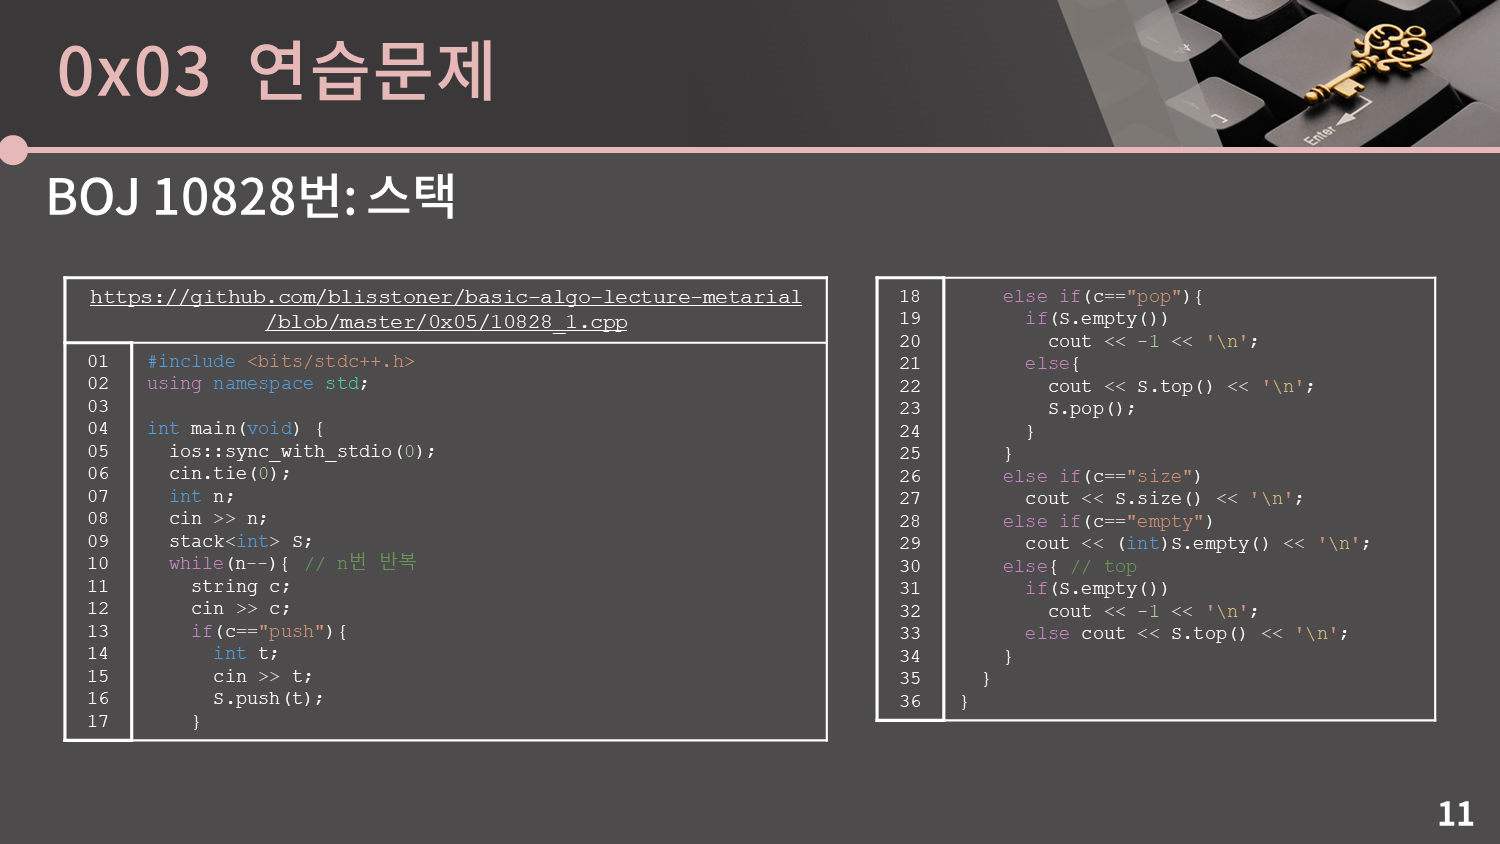 0x03 연습문제
BOJ 10828번: 스택
https://github.com/blisstoner/basic-algo-lecture-metarial
/blob/master/0x05/10828_1.cpp
01 #include <bits/stdc++.h>
02 using namespace std;
03
04 int main(void) {
05   ios::sync_with_stdio(0);
06   cin.tie(0);
07   int n;
08   cin >> n;
09   stack<int> S;
10   while(n--){ // n번 반복
11     string c;
12     cin >> c;
13     if(c=="push"){
14       int t;
15       cin >> t;
16       S.push(t);
17     }
18     else if(c=="pop"){
19       if(S.empty())
20         cout << -1 << '\n';
21       else{
22         cout << S.top() << '\n';
23         S.pop();
24       }
25     }
26     else if(c=="size")
27       cout << S.size() << '\n';
28     else if(c=="empty")
29       cout << (int)S.empty() << '\n';
30     else{ // top
31       if(S.empty())
32         cout << -1 << '\n';
33       else cout << S.top() << '\n';
34     }
35   }
36 }
Enter
11